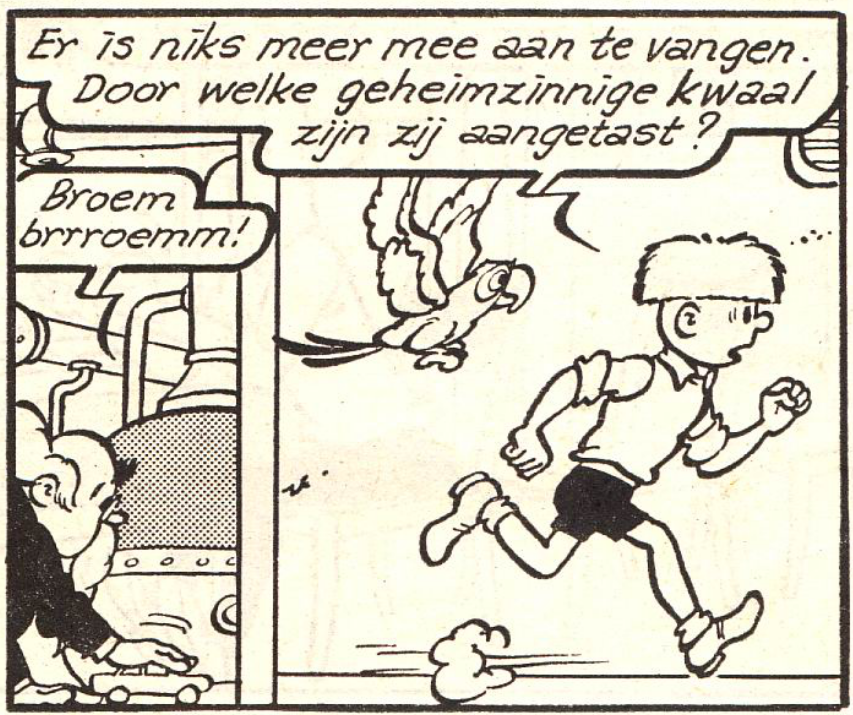 Er is niks meer mee aan te vangen.
Door welke geheimzinnige kwaal
zijn zij aangetast?
Broem
brrroemm!